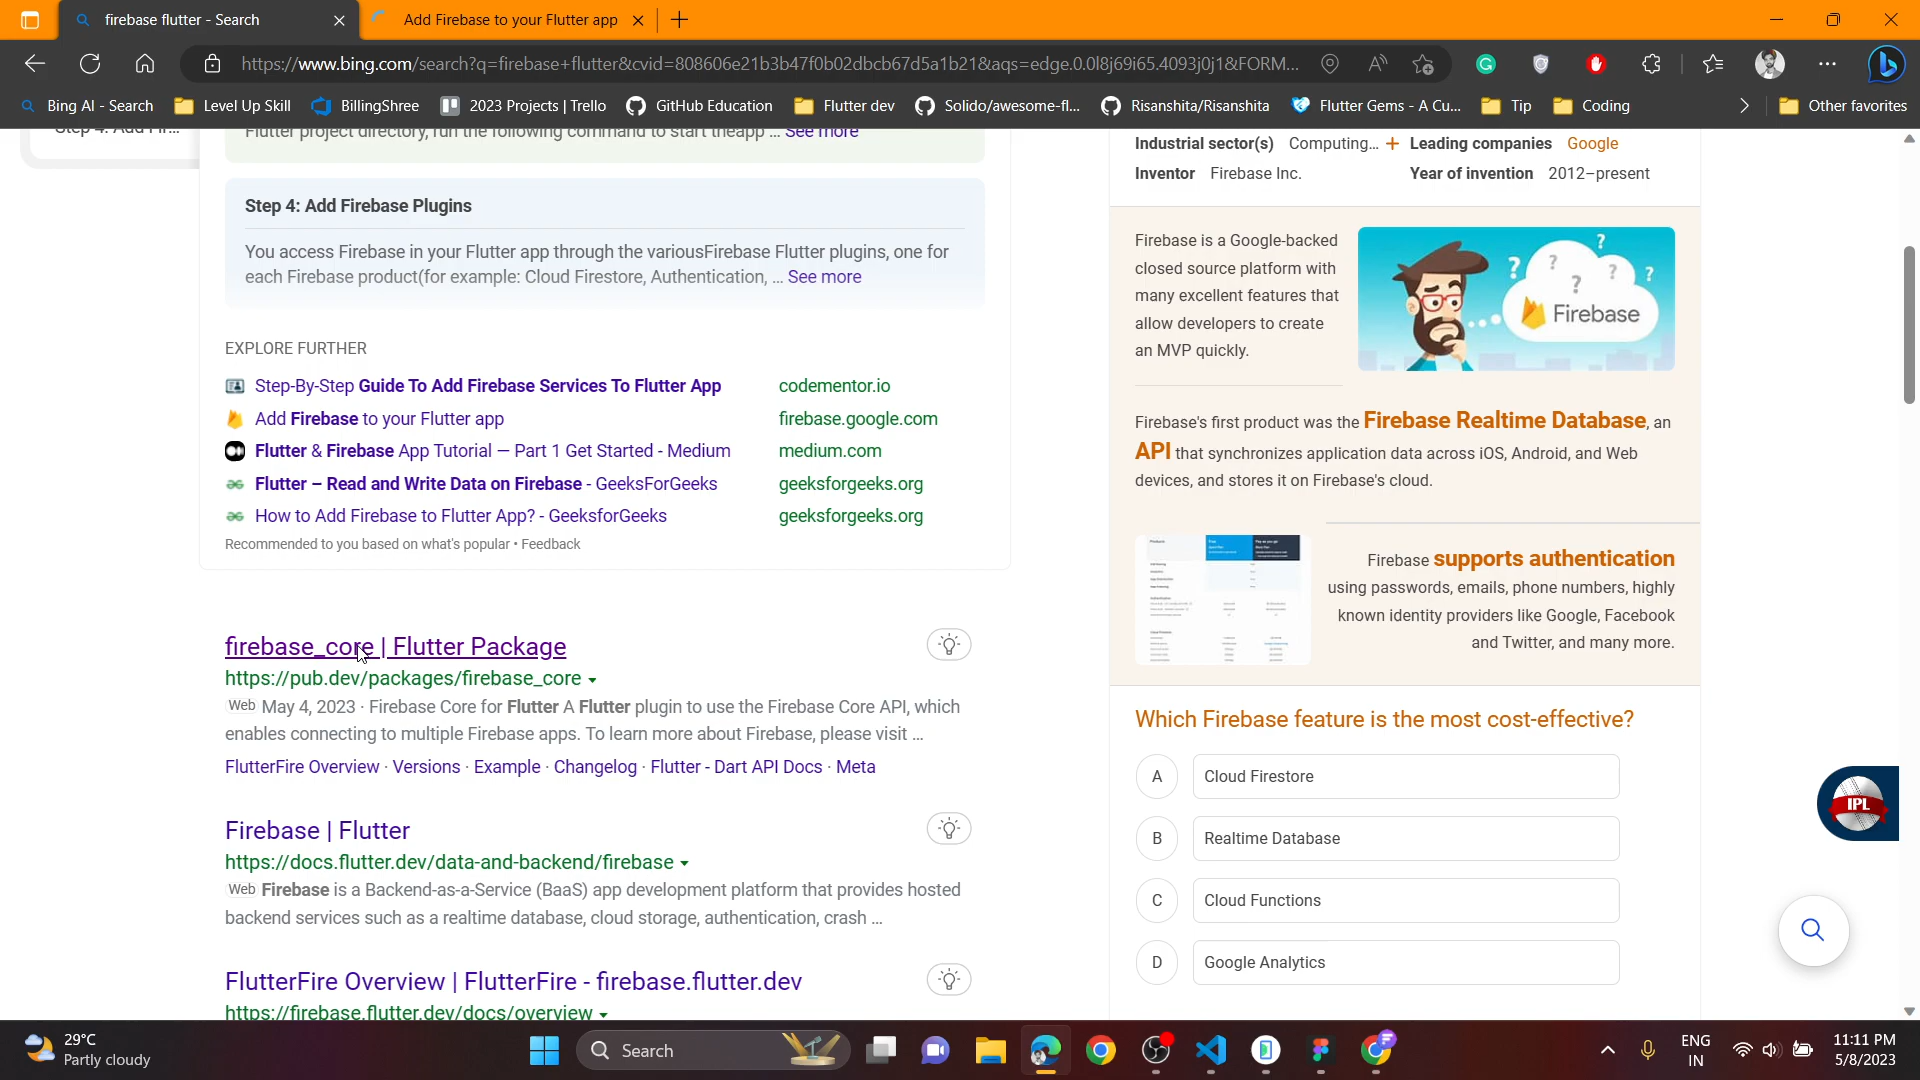 firebase flutter - Search
Add Firebase to your Flutter app
https://www.bing.com/search?q=firebase+flutter&cvid=808606e21b3b47f0b02dbcb67d5a1b21&aqs=edge.0.0l8j69i65.4093j0j1&FORM...
Bing AI - Search
Level Up Skill
BillingShree
2023 Projects | Trello
GitHub Education
Flutter dev
Solido/awesome-fl...
Risanshita/Risanshita
Flutter Gems - A Cu...
Tip
Coding
Other favorites
Flutter project directory, run the following command to start theapp ... See more
Step 4: Add Firebase Plugins
You access Firebase in your Flutter app through the variousFirebase Flutter plugins, one for
each Firebase product(for example: Cloud Firestore, Authentication, ... See more
EXPLORE FURTHER
Step-By-Step Guide To Add Firebase Services To Flutter App codementor.io
Add Firebase to your Flutter app firebase.google.com
Flutter & Firebase App Tutorial — Part 1 Get Started - Medium medium.com
Flutter – Read and Write Data on Firebase - GeeksForGeeks geeksforgeeks.org
How to Add Firebase to Flutter App? - GeeksforGeeks geeksforgeeks.org
Recommended to you based on what's popular • Feedback
firebase_core | Flutter Package
https://pub.dev/packages/firebase_core
Web May 4, 2023 · Firebase Core for Flutter A Flutter plugin to use the Firebase Core API, which
enables connecting to multiple Firebase apps. To learn more about Firebase, please visit ...
FlutterFire Overview · Versions · Example · Changelog · Flutter - Dart API Docs · Meta
Firebase | Flutter
https://docs.flutter.dev/data-and-backend/firebase
Web Firebase is a Backend-as-a-Service (BaaS) app development platform that provides hosted
backend services such as a realtime database, cloud storage, authentication, crash ...
FlutterFire Overview | FlutterFire - firebase.flutter.dev
https://firebase.flutter.dev/docs/overview
Industrial sector(s) Computing... + Leading companies Google
Inventor Firebase Inc. Year of invention 2012–present
Firebase is a Google-backed
closed source platform with
many excellent features that
allow developers to create
an MVP quickly.
Firebase
Firebase's first product was the Firebase Realtime Database, an
API that synchronizes application data across iOS, Android, and Web
devices, and stores it on Firebase's cloud.
Firebase supports authentication
using passwords, emails, phone numbers, highly
known identity providers like Google, Facebook
and Twitter, and many more.
Which Firebase feature is the most cost-effective?
A Cloud Firestore
B Realtime Database
C Cloud Functions
D Google Analytics
IPL
29°C
Partly cloudy
Search
ENG
IN
11:11 PM
5/8/2023